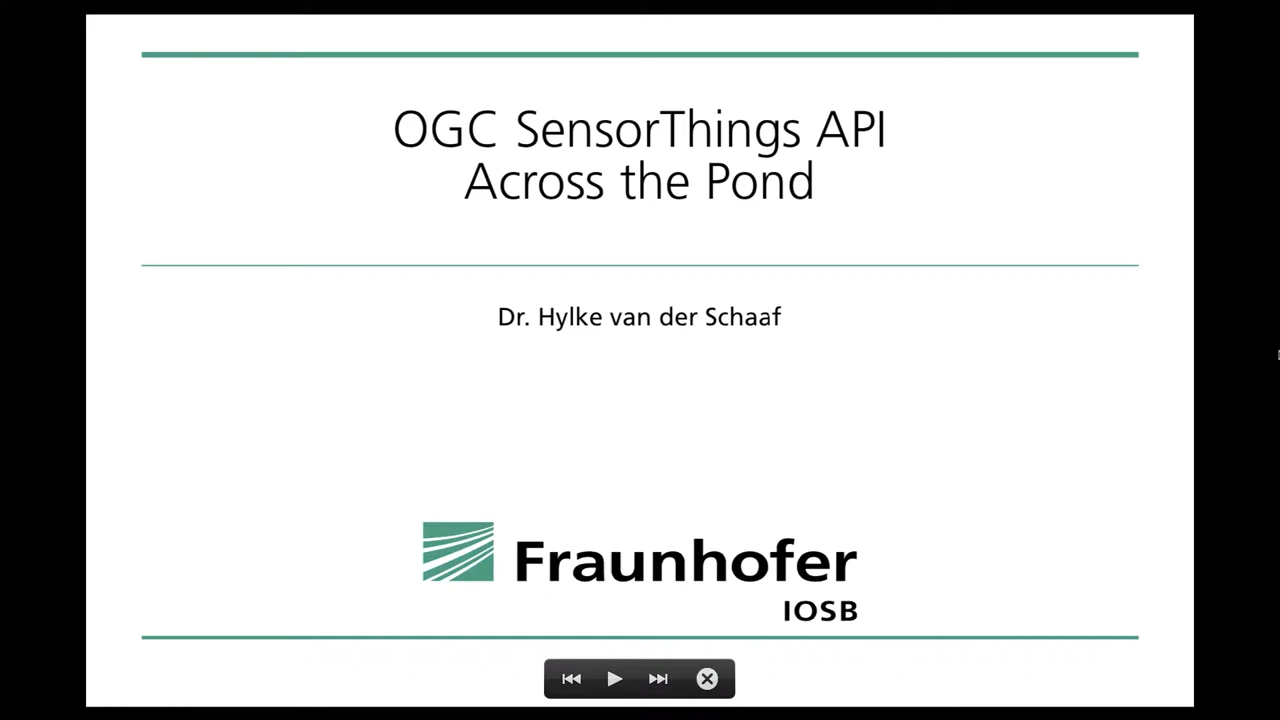 OGC SensorThings API
Across the Pond
Dr. Hylke van der Schaaf
Fraunhofer
IOSB